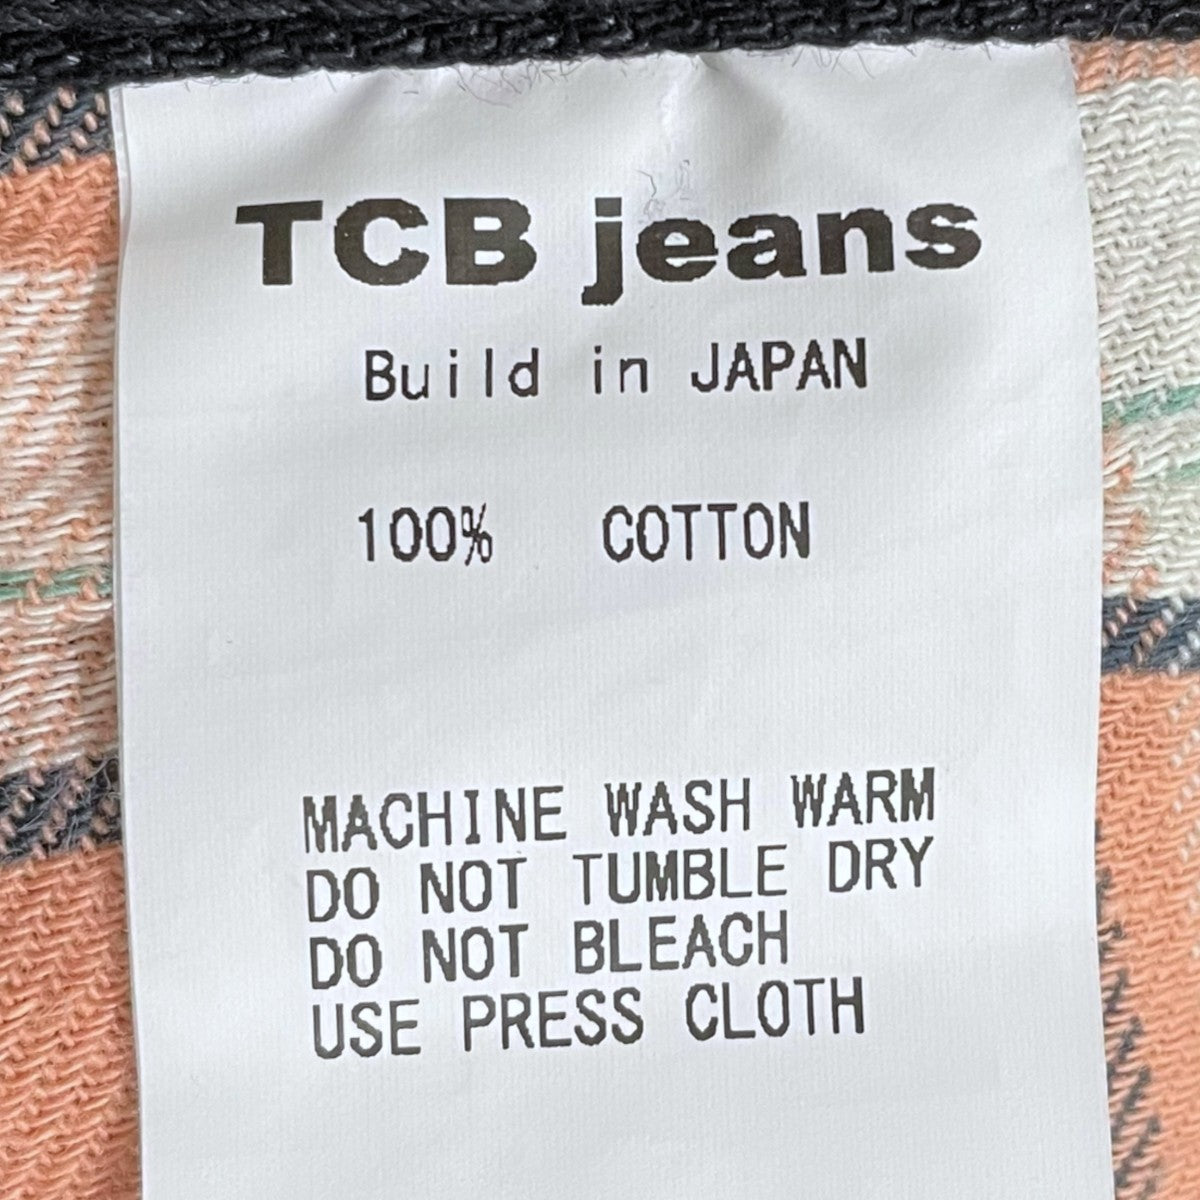 TCB jeans
Build in JAPAN
100% COTTON
MACHINE WASH WARM
DO NOT TUMBLE DRY
DO NOT BLEACH
USE PRESS CLOTH